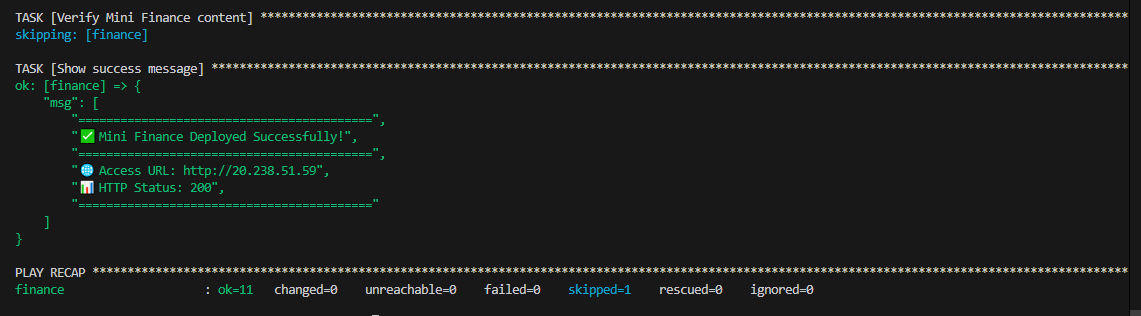 TASK [Verify Mini Finance content] ****************************************************************************************************************************
skipping: [finance]
TASK [Show success message] ***********************************************************************************************************************************
ok: [finance] => {
    "msg": [
        "==========================================",
        "✅ Mini Finance Deployed Successfully!",
        "==========================================",
        "🌐 Access URL: http://20.238.51.59",
        "📊 HTTP Status: 200",
        "=========================================="
    ]
}
PLAY RECAP ****************************************************************************************************************************************************
finance                    : ok=11   changed=0    unreachable=0    failed=0    skipped=1    rescued=0    ignored=0